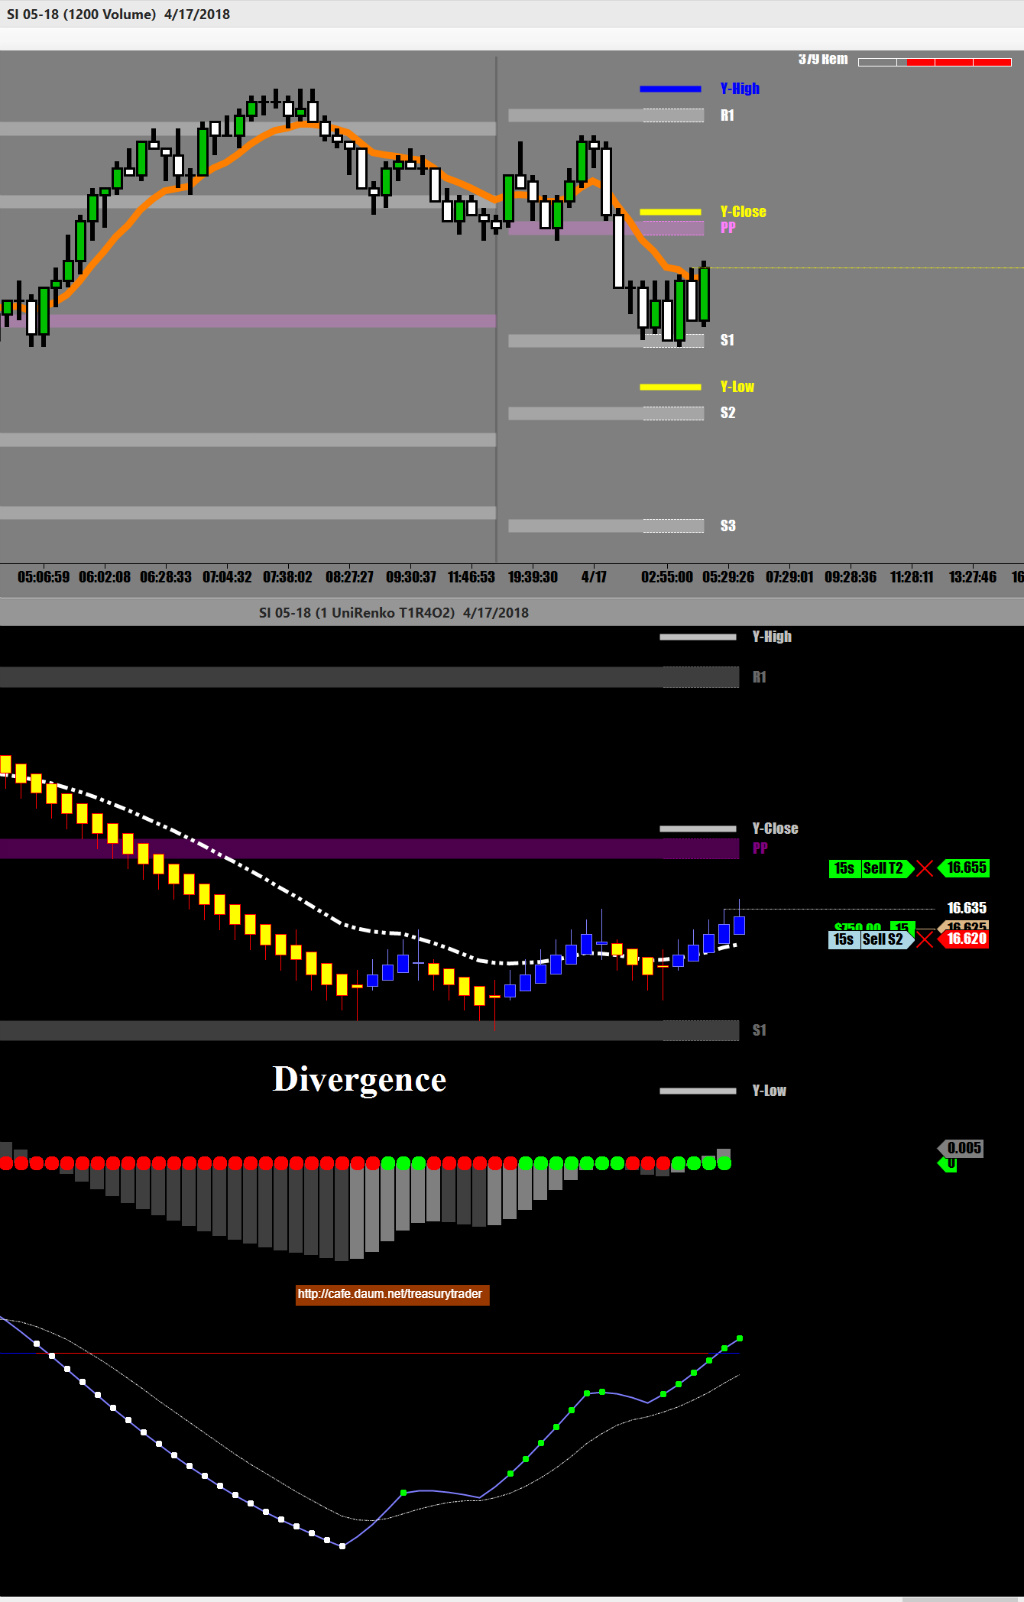 SI 05-18 (1200 Volume)  4/17/2018
379 Rem
Y-High
R1
Y-Close
PP
S1
Y-Low
S2
S3
05:06:59 06:02:08 06:28:33 07:04:32 07:38:02 08:27:27 09:30:37 11:46:53 19:39:30 4/17 02:55:00 05:29:26 07:29:01 09:28:36 11:28:11 13:27:46 16
SI 05-18 (1 UniRenko T1R4O2)  4/17/2018
Y-High
R1
Y-Close
PP
15s Sell T2 16.655
16.635
$750.00 15 16.625
15s Sell S2 16.620
S1
Divergence
Y-Low
0.005
0
http://cafe.daum.net/treasurytrader